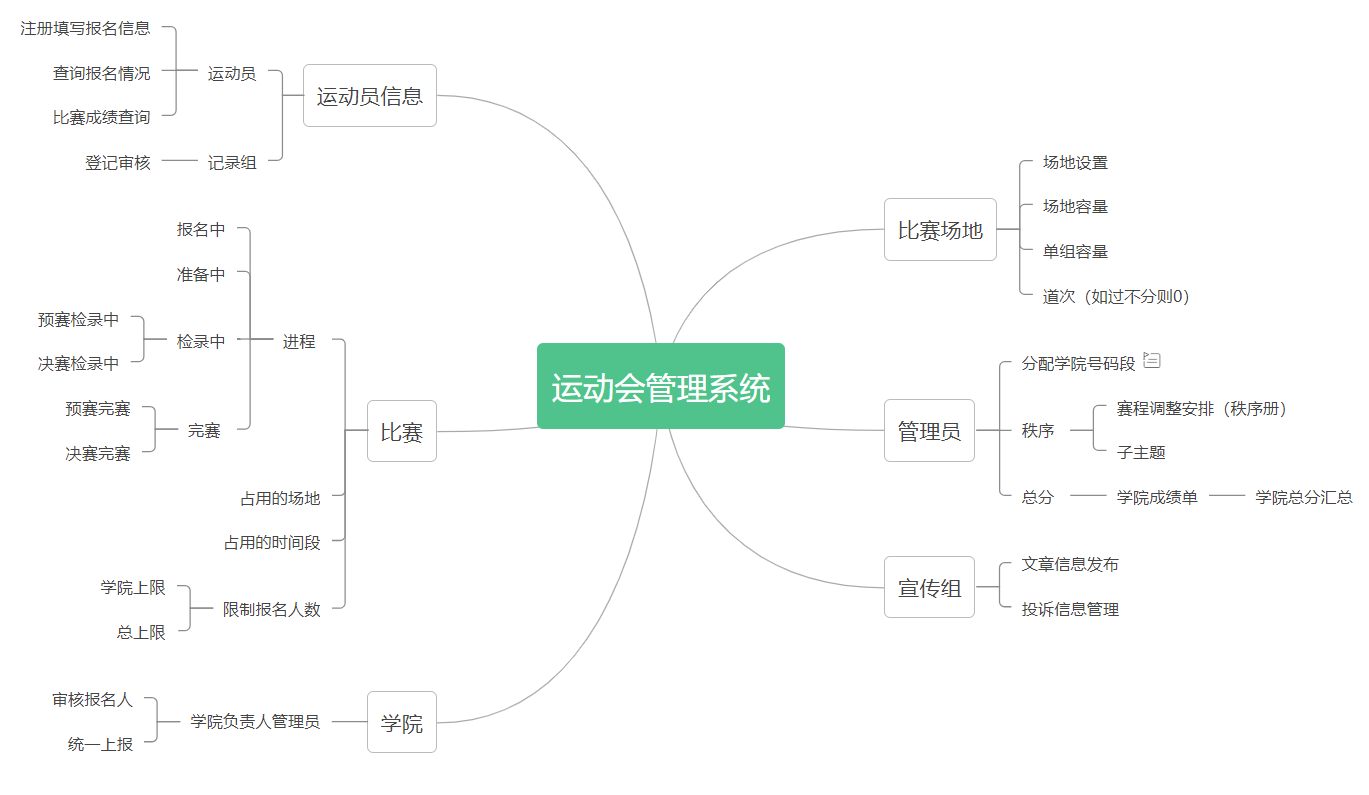 运动会管理系统
运动员信息
运动员
注册填写报名信息
查询报名情况
比赛成绩查询
记录组
登记审核
比赛
进程
报名中
准备中
检录中
预赛检录中
决赛检录中
完赛
预赛完赛
决赛完赛
占用的场地
占用的时间段
限制报名人数
学院上限
总上限
学院
学院负责人管理员
审核报名人
统一上报
比赛场地
场地设置
场地容量
单组容量
道次（如过不分则0）
管理员
分配学院号码段
秩序
赛程调整安排（秩序册）
子主题
总分
学院成绩单
学院总分汇总
宣传组
文章信息发布
投诉信息管理